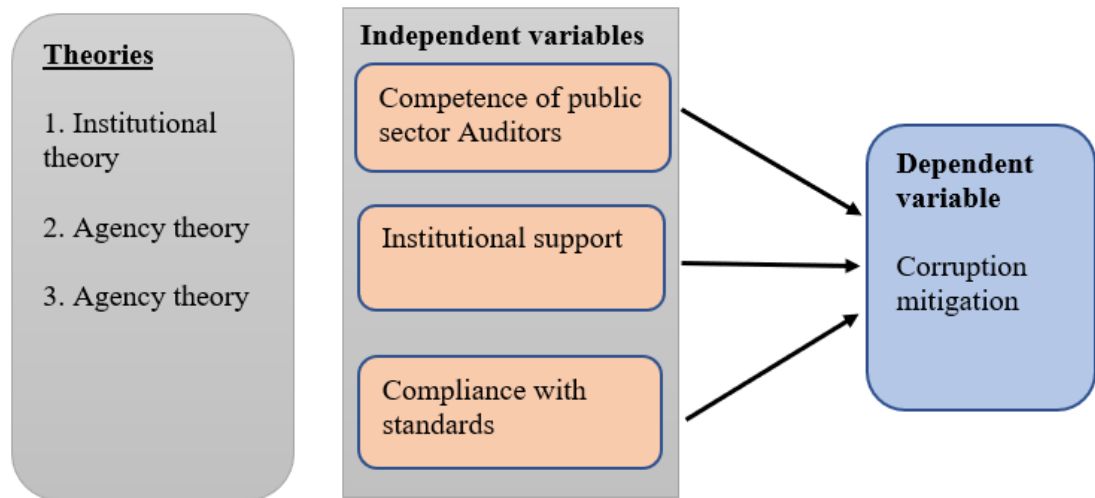 Theories
1. Institutional
theory
2. Agency theory
3. Agency theory
Independent variables
Competence of public
sector Auditors
Institutional support
Compliance with
standards
Dependent
variable
Corruption
mitigation